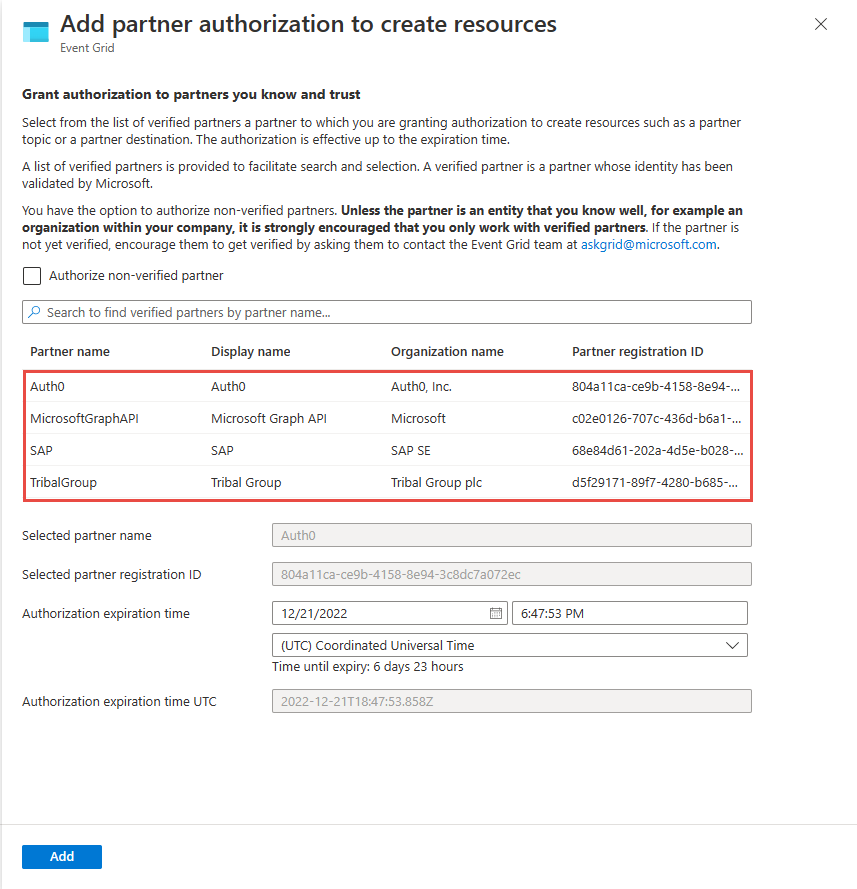 Add partner authorization to create resources
Event Grid
Grant authorization to partners you know and trust
Select from the list of verified partners a partner to which you are granting authorization to create resources such as a partner
topic or a partner destination. The authorization is effective up to the expiration time.
A list of verified partners is provided to facilitate search and selection. A verified partner is a partner whose identity has been
validated by Microsoft.
You have the option to authorize non-verified partners. Unless the partner is an entity that you know well, for example an
organization within your company, it is strongly encouraged that you only work with verified partners. If the partner is
not yet verified, encourage them to get verified by asking them to contact the Event Grid team at askgrid@microsoft.com.
Authorize non-verified partner
Search to find verified partners by partner name...
Partner name Display name Organization name Partner registration ID
Auth0 Auth0 Auth0, Inc. 804a11ca-ce9b-4158-8e94-...
MicrosoftGraphAPI Microsoft Graph API Microsoft c02e0126-707c-436d-b6a1-...
SAP SAP SAP SE 68e84d61-202a-4d5e-b028-...
TribalGroup Tribal Group Tribal Group plc d5f29171-89f7-4280-b685-...
Selected partner name Auth0
Selected partner registration ID 804a11ca-ce9b-4158-8e94-3c8dc7a072ec
Authorization expiration time 12/21/2022 6:47:53 PM
(UTC) Coordinated Universal Time
Time until expiry: 6 days 23 hours
Authorization expiration time UTC 2022-12-21T18:47:53.858Z
Add